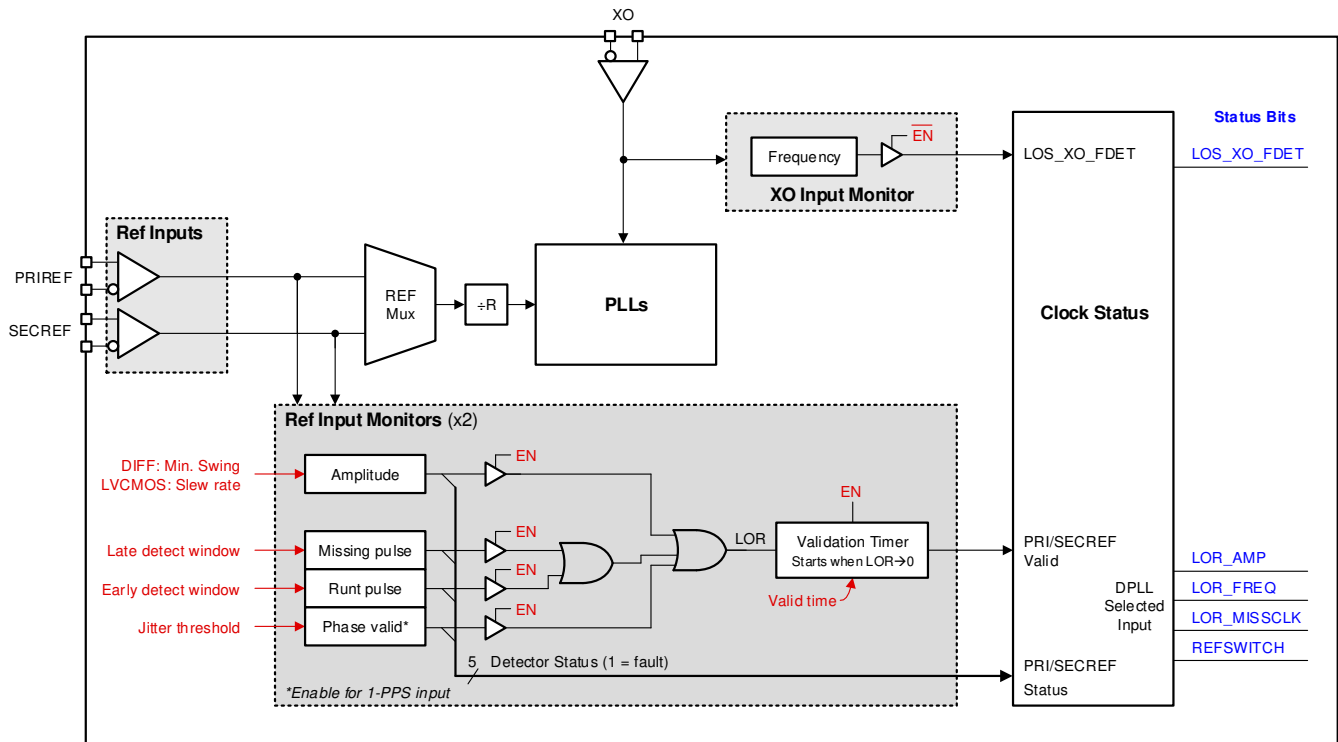 XO
Status Bits
EN
Frequency
LOS_XO_FDET
LOS_XO_FDET
XO Input Monitor
Ref Inputs
PRIREF
SECREF
REF
Mux
÷R
PLLs
Clock Status
Ref Input Monitors (x2)
DIFF: Min. Swing
LVCMOS: Slew rate
Amplitude
EN
EN
Late detect window
Missing pulse
EN
LOR
Validation Timer
Starts when LOR→0
PRI/SECREF
Valid
LOR_AMP
Early detect window
Runt pulse
EN
Valid time
DPLL
Selected
Input
LOR_FREQ
LOR_MISSCLK
Jitter threshold
Phase valid*
EN
REFSWITCH
5 Detector Status (1 = fault)
PRI/SECREF
Status
*Enable for 1-PPS input